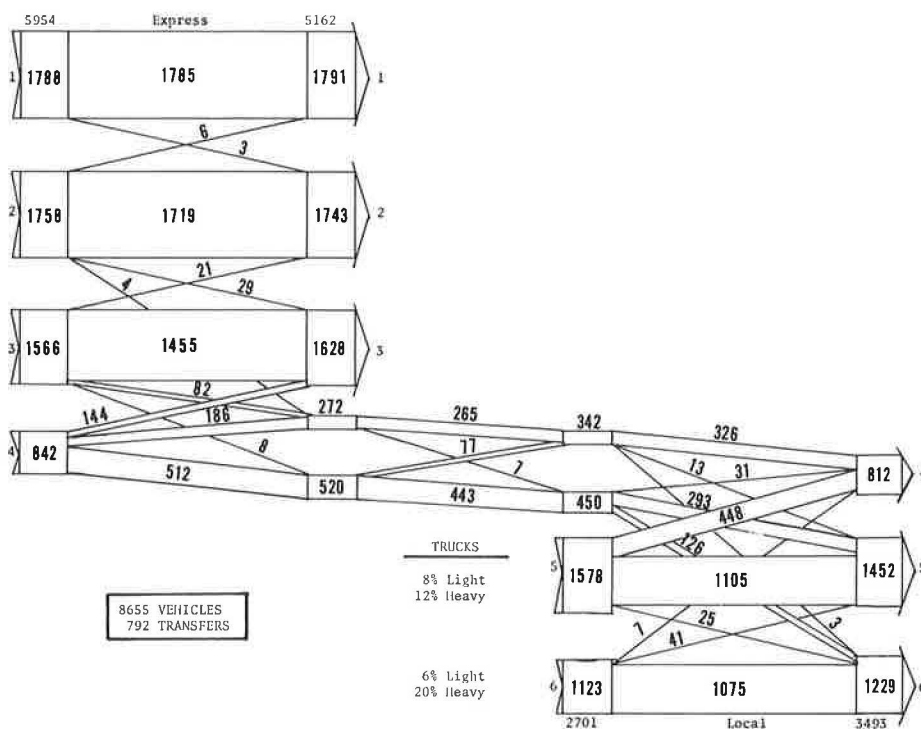 5954 Express 5162
1 1788 1785 1791 1
6
3
2 1750 1719 1743 2
21
4 29
3 1566 1455 1628 3
82
144 186 272 265 342 326
4 842 8 77 7 13 31 812
512 520 443 450 293
448
126
TRUCKS
5 1578 1105 1452 5
8% Light
12% Heavy
8655 VEHICLES
792 TRANSFERS
7 25 3
41
6% Light
20% Heavy
6 1123 1075 1229 6
2701 Local 3493